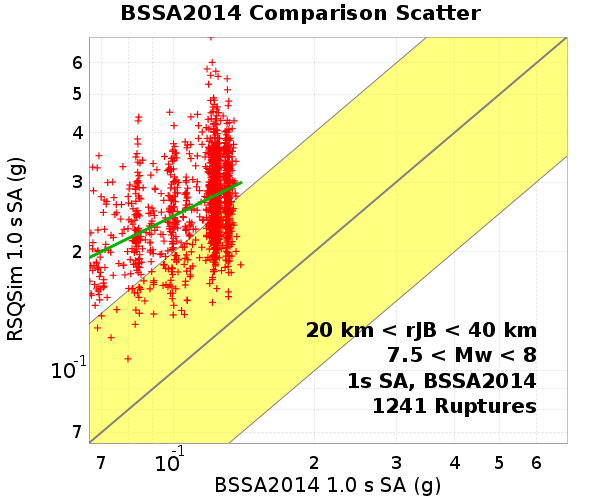 BSSA2014 Comparison Scatter
RSQSim 1.0 s SA (g)
6
5
4
3
2
10-1
7
20 km < rJB < 40 km
7.5 < Mw < 8
1s SA, BSSA2014
1241 Ruptures
7 10-1 2 3 4 5 6
BSSA2014 1.0 s SA (g)